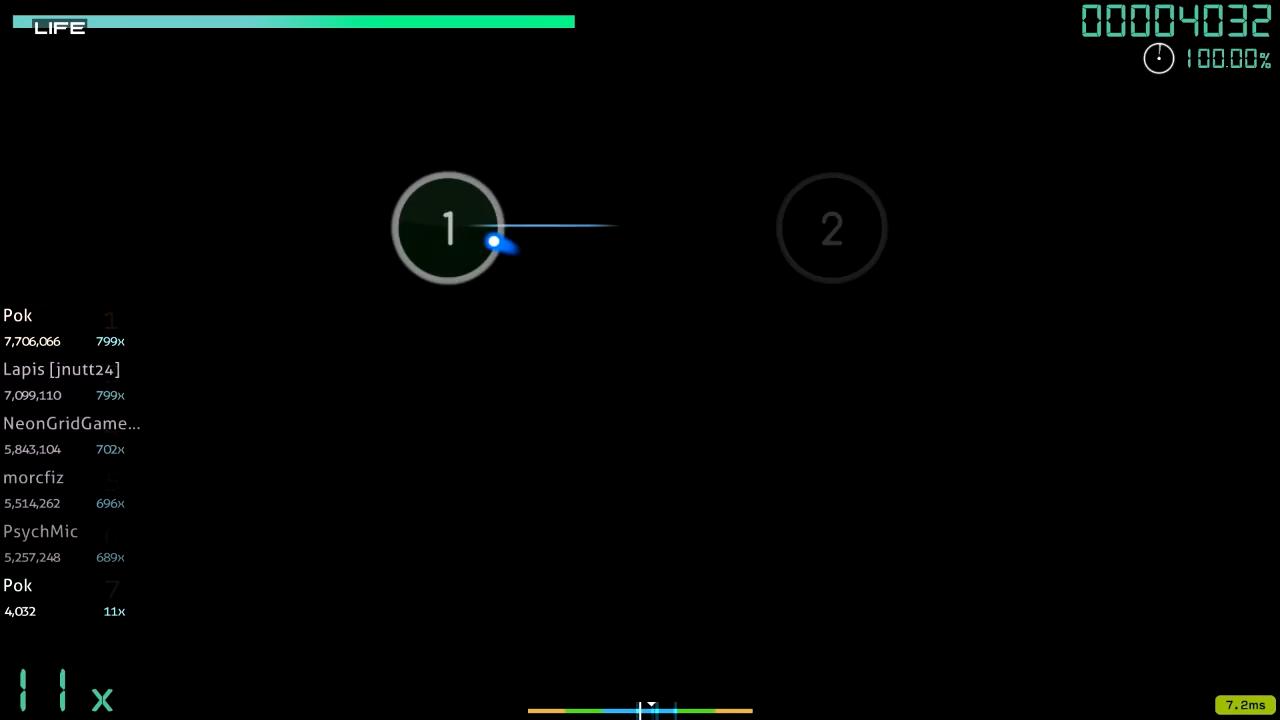 LIFE
00004032
100.00%
1
2
Pok
1
7,706,066 799x
Lapis [jnutt24]
7,099,110 799x
NeonGridGame...
5,843,104 702x
morcfiz
5,514,262 696x
PsychMic
5,257,248 689x
Pok
7
4,032 11x
11x
7.2ms